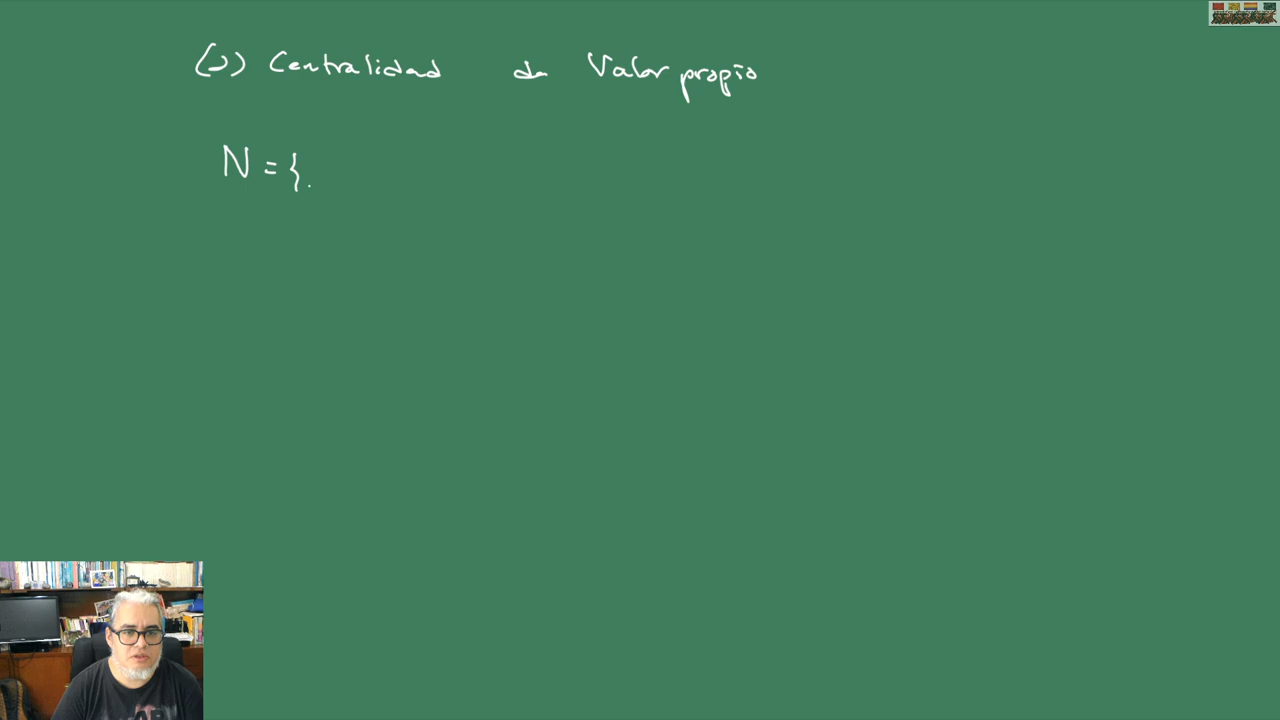 Centralidad de Valor propio
N = {